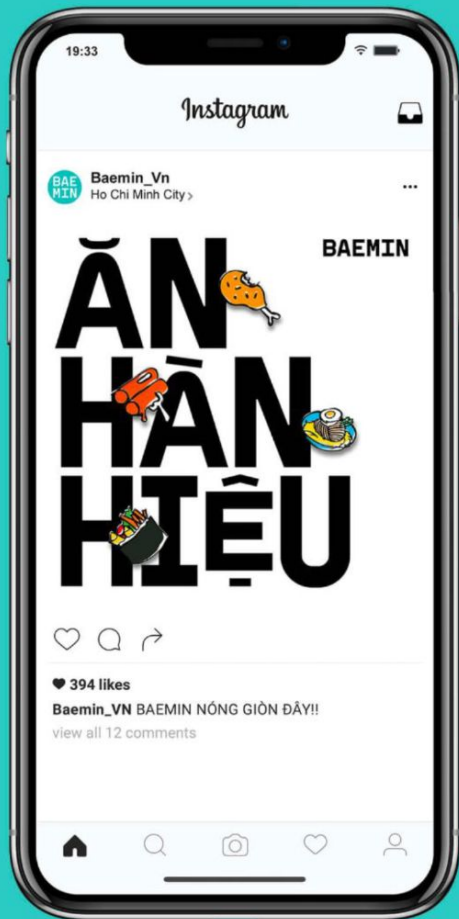 19:33
Instagram
BAE
MIN
Baemin_Vn
Ho Chi Minh City >
BAEMIN
ĂN
HÀN
HIỆU
394 likes
Baemin_VN BAEMIN NÓNG GIÒN ĐÂY!!
view all 12 comments